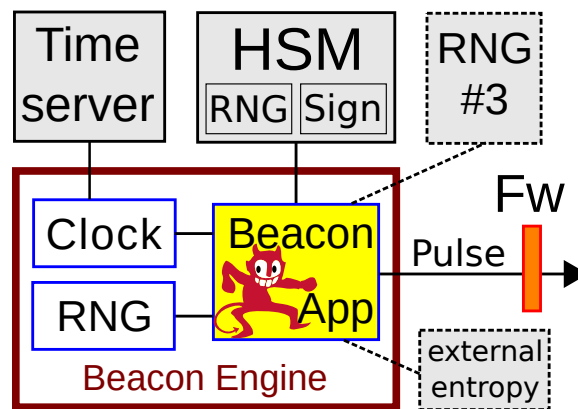 Time
server
HSM
RNG
Sign
RNG
#3
Clock
Beacon
App
RNG
Beacon Engine
Pulse
Fw
external
entropy